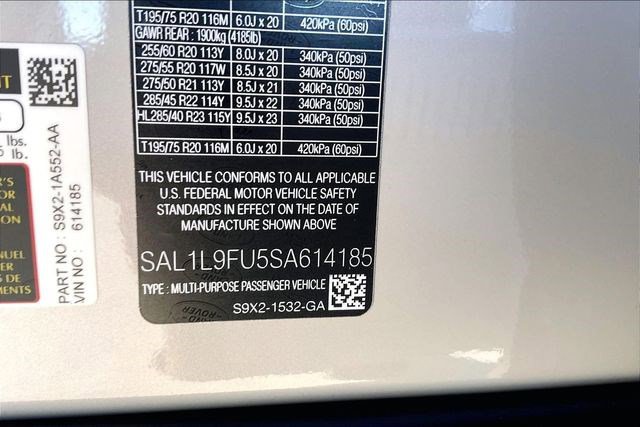 T195/75 R20 116M 6.0J x 20 420kPa (60psi)
GAWR REAR : 1900kg (4185lb)
255/60 R20 113Y 8.0J x 20 340kPa (50psi)
275/55 R20 117W 8.5J x 20 340kPa (50psi)
275/50 R21 113Y 8.5J x 21 340kPa (50psi)
285/45 R22 114Y 9.5J x 22 340kPa (50psi)
HL285/40 R23 115Y 9.5J x 23 340kPa (50psi)
T195/75 R20 116M 6.0J x 20 420kPa (60psi)
THIS VEHICLE CONFORMS TO ALL APPLICABLE
U.S. FEDERAL MOTOR VEHICLE SAFETY
STANDARDS IN EFFECT ON THE DATE OF
MANUFACTURE SHOWN ABOVE
SAL1L9FU5SA614185
TYPE : MULTI-PURPOSE PASSENGER VEHICLE
S9X2-1532-GA
lbs.
lb.
PART NO : S9X2-1A552-AA
VIN NO : 614185